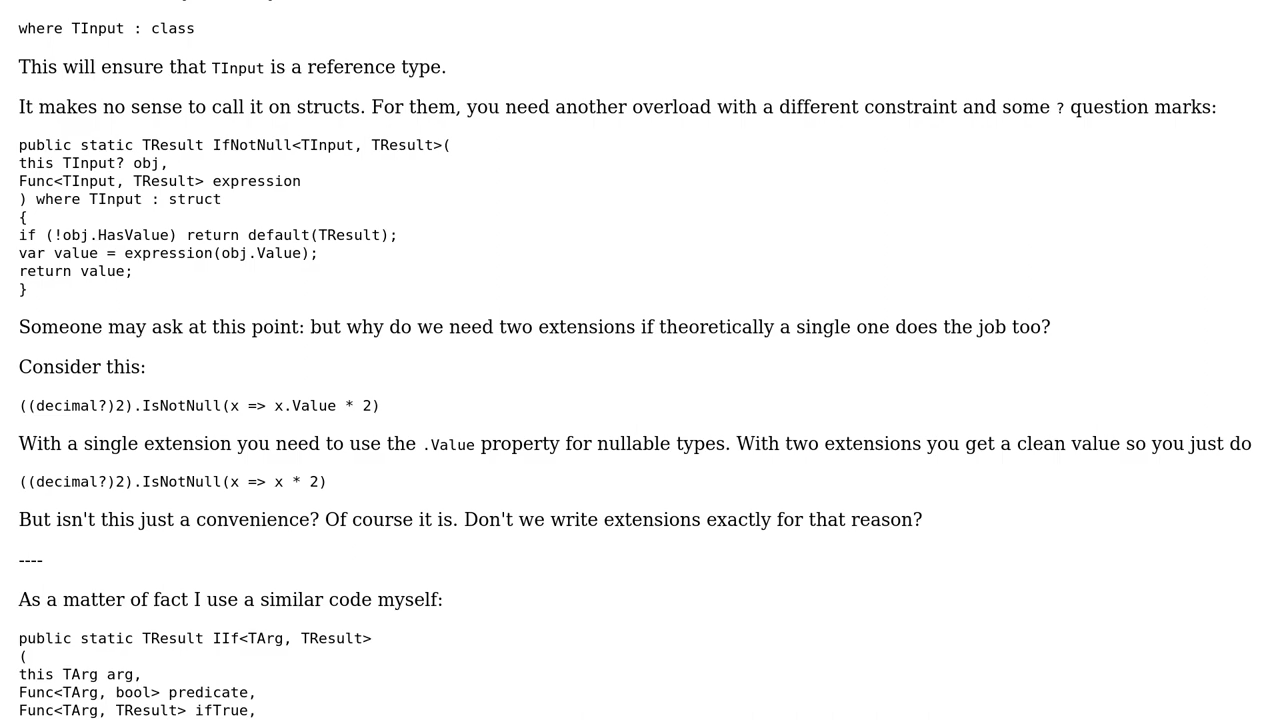 where TInput : class
This will ensure that TInput is a reference type.
It makes no sense to call it on structs. For them, you need another overload with a different constraint and some ? question marks:
public static TResult IfNotNull<TInput, TResult>(
this TInput? obj,
Func<TInput, TResult> expression
) where TInput : struct
{
if (!obj.HasValue) return default(TResult);
var value = expression(obj.Value);
return value;
}
Someone may ask at this point: but why do we need two extensions if theoretically a single one does the job too?
Consider this:
((decimal?)2).IsNotNull(x => x.Value * 2)
With a single extension you need to use the .Value property for nullable types. With two extensions you get a clean value so you just do
((decimal?)2).IsNotNull(x => x * 2)
But isn't this just a convenience? Of course it is. Don't we write extensions exactly for that reason?
----
As a matter of fact I use a similar code myself:
public static TResult IIf<TArg, TResult>
(
this TArg arg,
Func<TArg, bool> predicate,
Func<TArg, TResult> ifTrue,